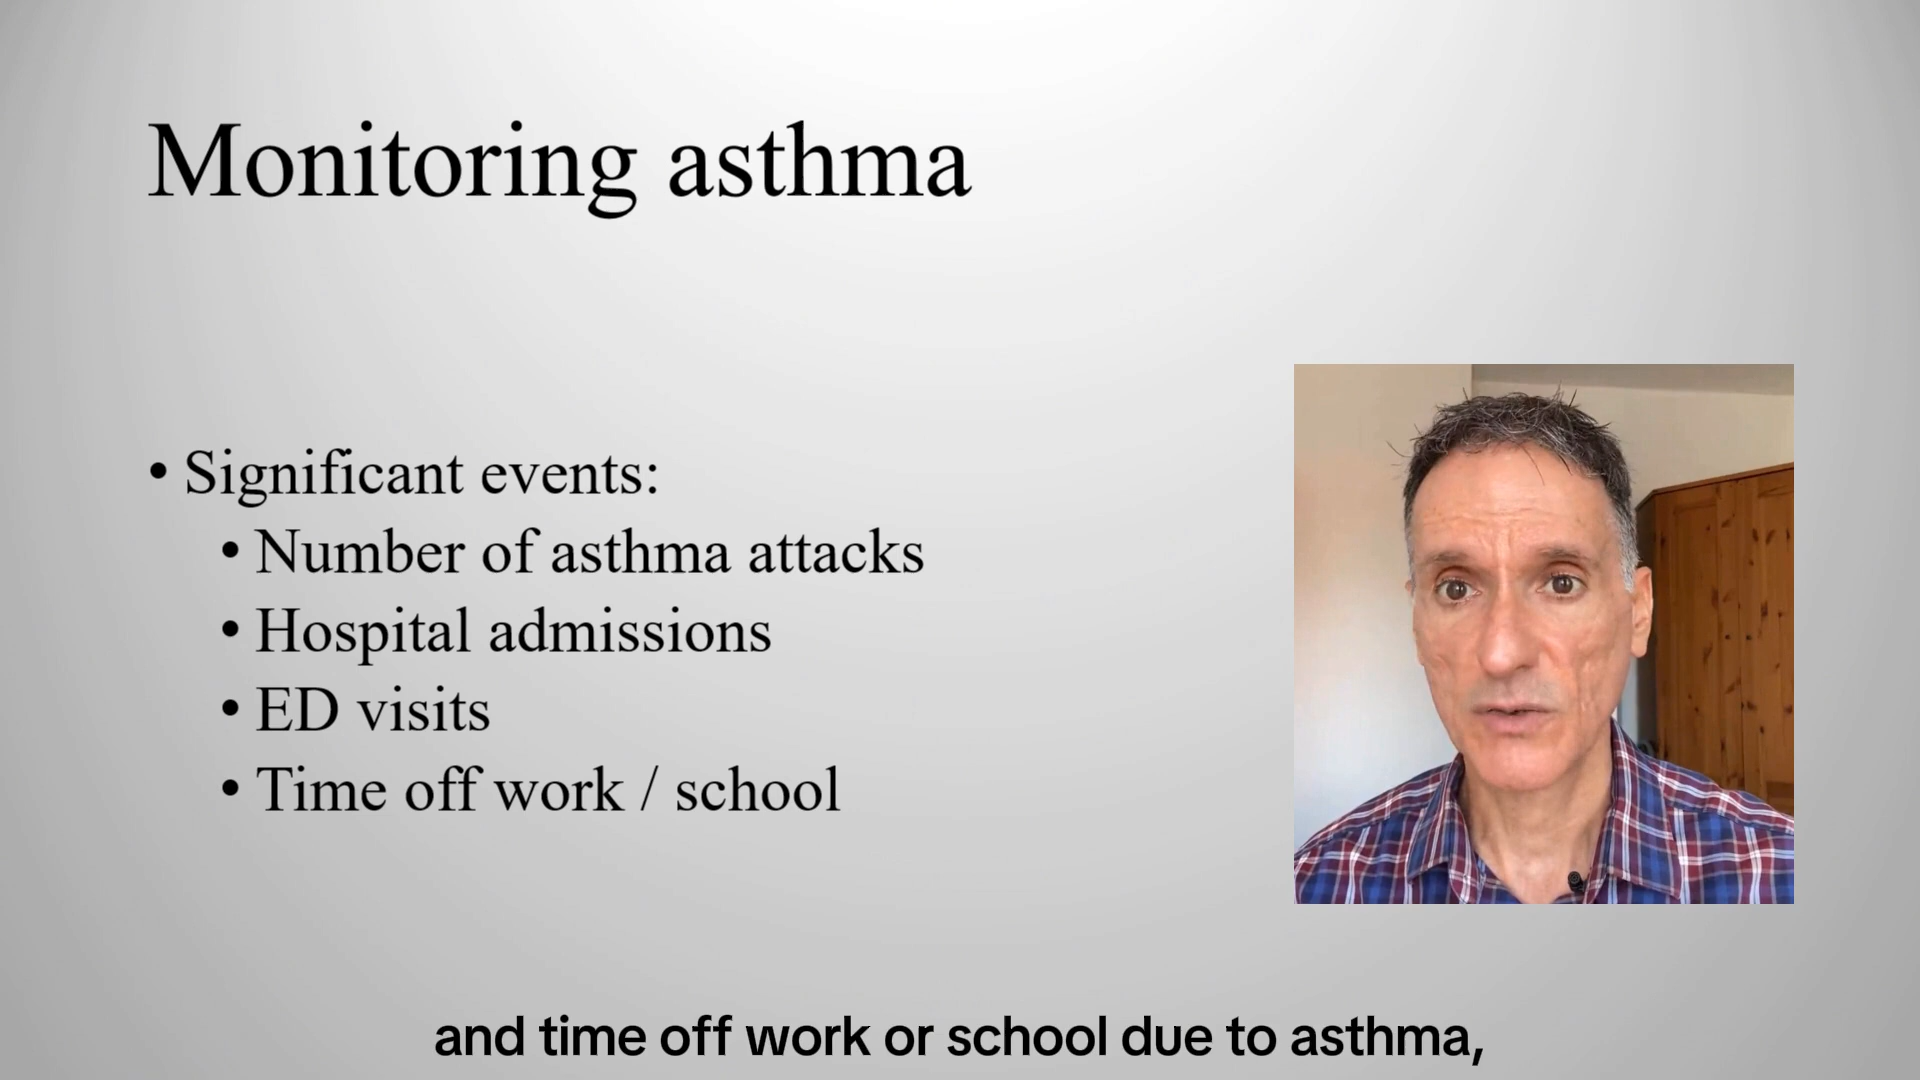 Monitoring asthma
• Significant events:
• Number of asthma attacks
• Hospital admissions
• ED visits
• Time off work / school
and time off work or school due to asthma,